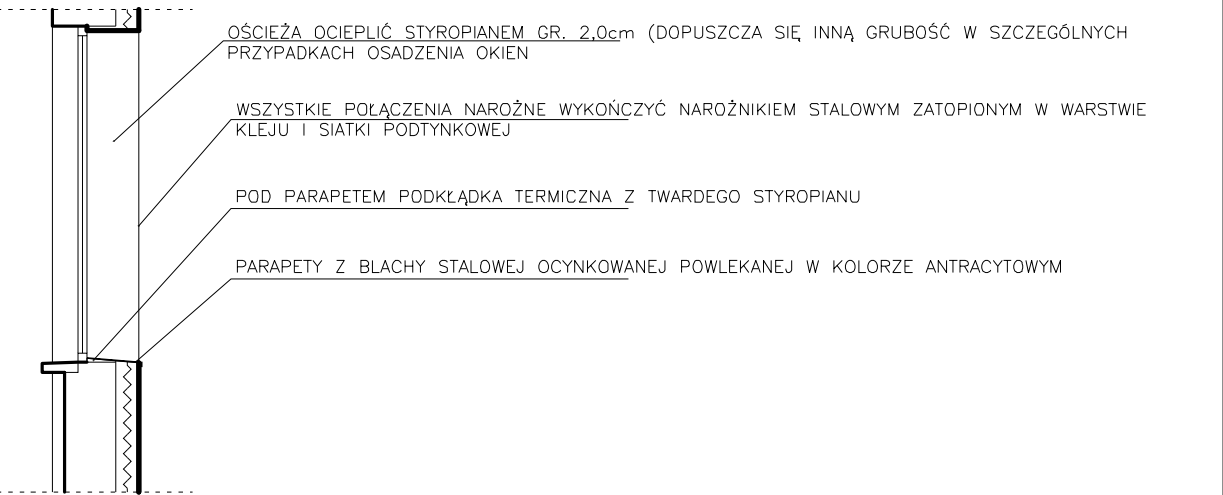 OŚCIEŻA OCIEPLIĆ STYROPIANEM GR. 2,0cm (DOPUSZCZA SIĘ INNĄ GRUBOŚĆ W SZCZEGÓLNYCH
PRZYPADKACH OSADZENIA OKIEN
WSZYSTKIE POŁĄCZENIA NAROŻNE WYKOŃCZYĆ NAROŻNIKIEM STALOWYM ZATOPIONYM W WARSTWIE
KLEJU I SIATKI PODTYNKOWEJ
POD PARAPETEM PODKŁĄDKA TERMICZNA Z TWARDEGO STYROPIANU
PARAPETY Z BLACHY STALOWEJ OCYNKOWANEJ POWLEKANEJ W KOLORZE ANTRACYTOWYM